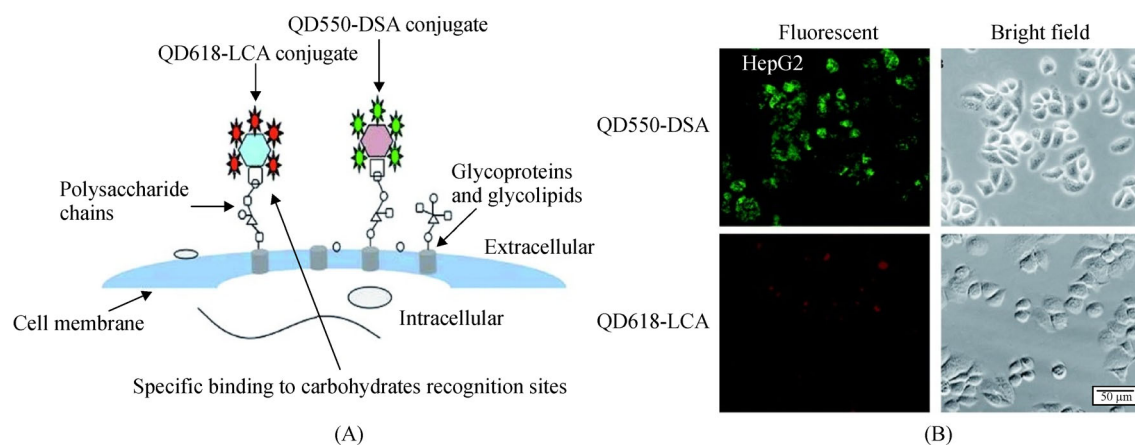 QD550-DSA conjugate
QD618-LCA conjugate
Polysaccharide
chains
Glycoproteins
and glycolipids
Extracellular
Cell membrane
Intracellular
Specific binding to carbohydrates recognition sites
(A)
Fluorescent
Bright field
HepG2
QD550-DSA
QD618-LCA
50 μm
(B)